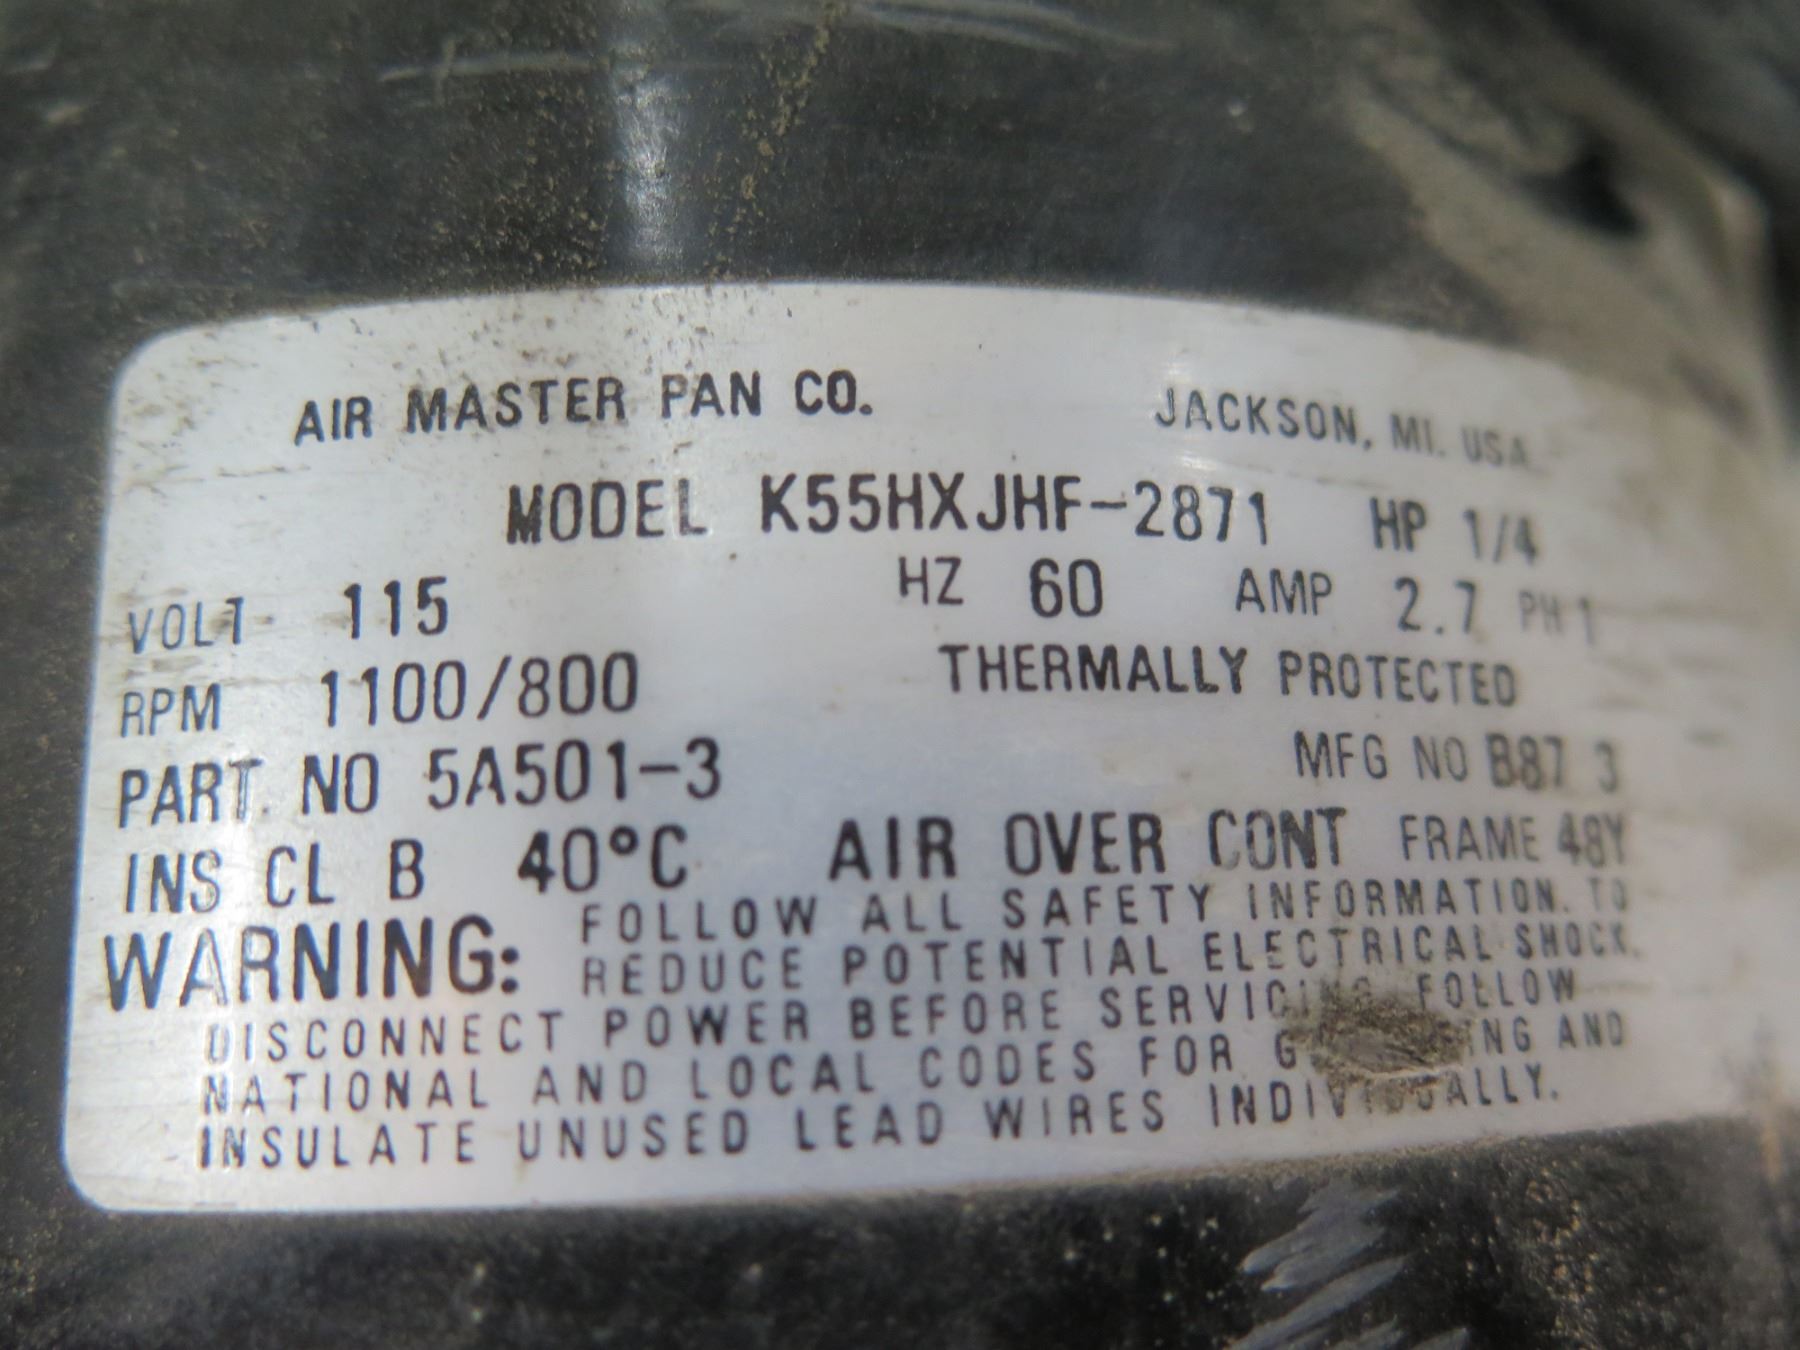 AIR MASTER PAN CO. JACKSON, MI. USA
MODEL K55HXJHF-2871 HP 1/4
VOLT 115 HZ 60 AMP 2.7 PH 1
RPM 1100/800 THERMALLY PROTECTED
PART NO 5A501-3 MFG NO B87 3
INS CL B 40°C AIR OVER CONT FRAME 48Y
WARNING: FOLLOW ALL SAFETY INFORMATION. TO
REDUCE POTENTIAL ELECTRICAL SHOCK.
DISCONNECT POWER BEFORE SERVICING FOLLOW
NATIONAL AND LOCAL CODES FOR AND
INSULATE UNUSED LEAD WIRES INDIVIDUALLY.